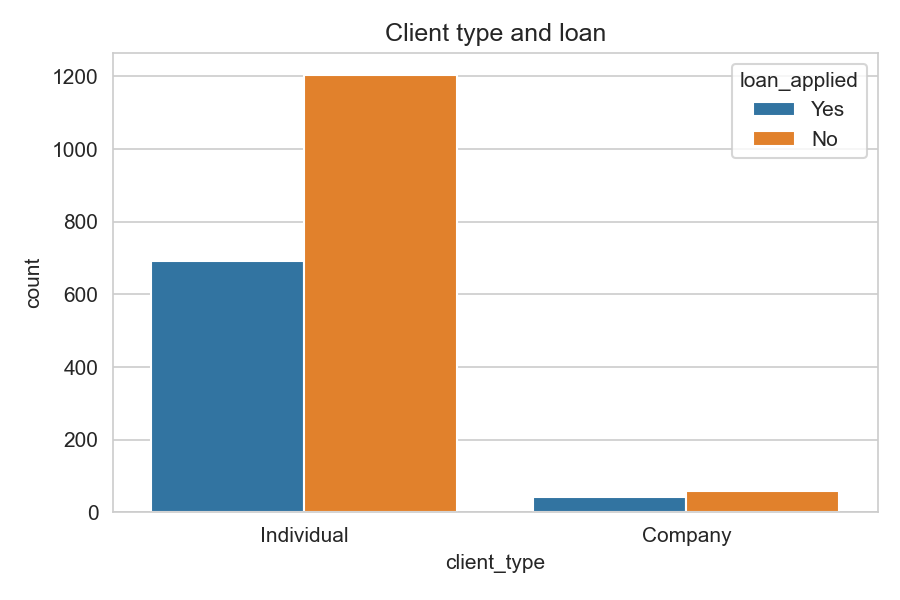 Client type and loan
loan_applied
Yes
No
count
1200
1000
800
600
400
200
0
Individual
Company
client_type